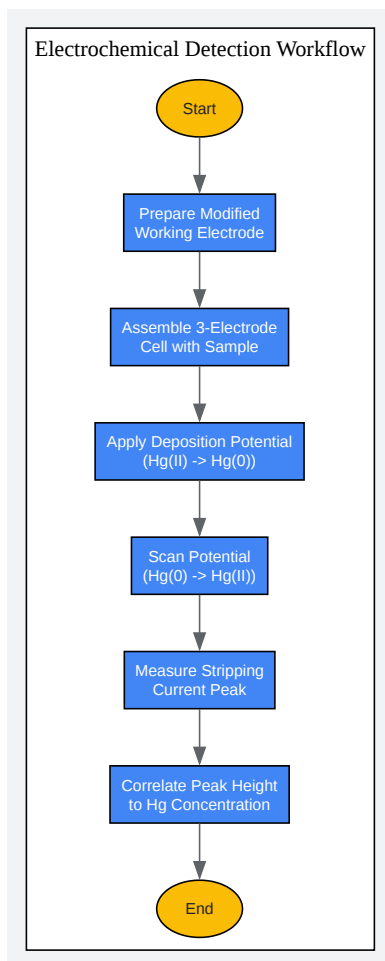 Electrochemical Detection Workflow
Start
Prepare Modified
Working Electrode
Assemble 3-Electrode
Cell with Sample
Apply Deposition Potential
(Hg(II) -> Hg(0))
Scan Potential
(Hg(0) -> Hg(II))
Measure Stripping
Current Peak
Correlate Peak Height
to Hg Concentration
End